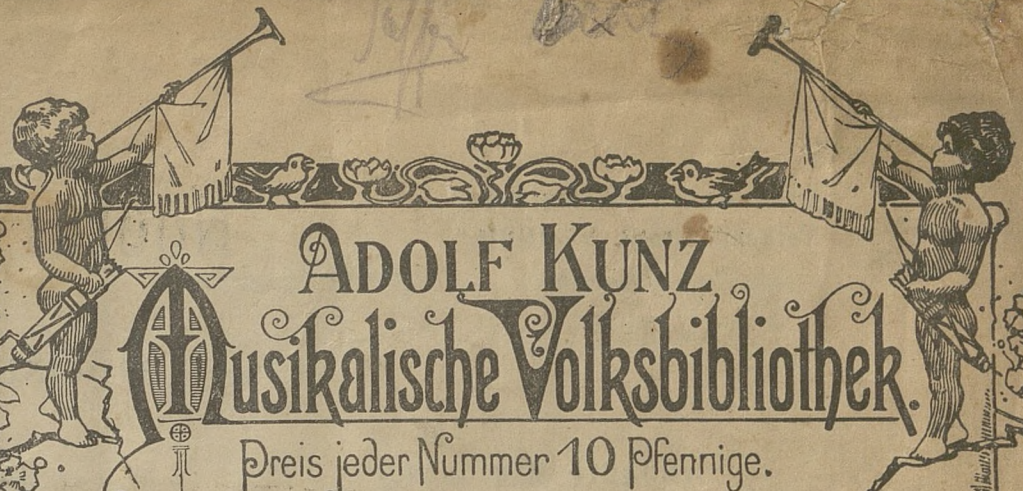 ADOLF KUNZ
Musikalische Volksbibliothek.
Preis jeder Nummer 10 Pfennige.